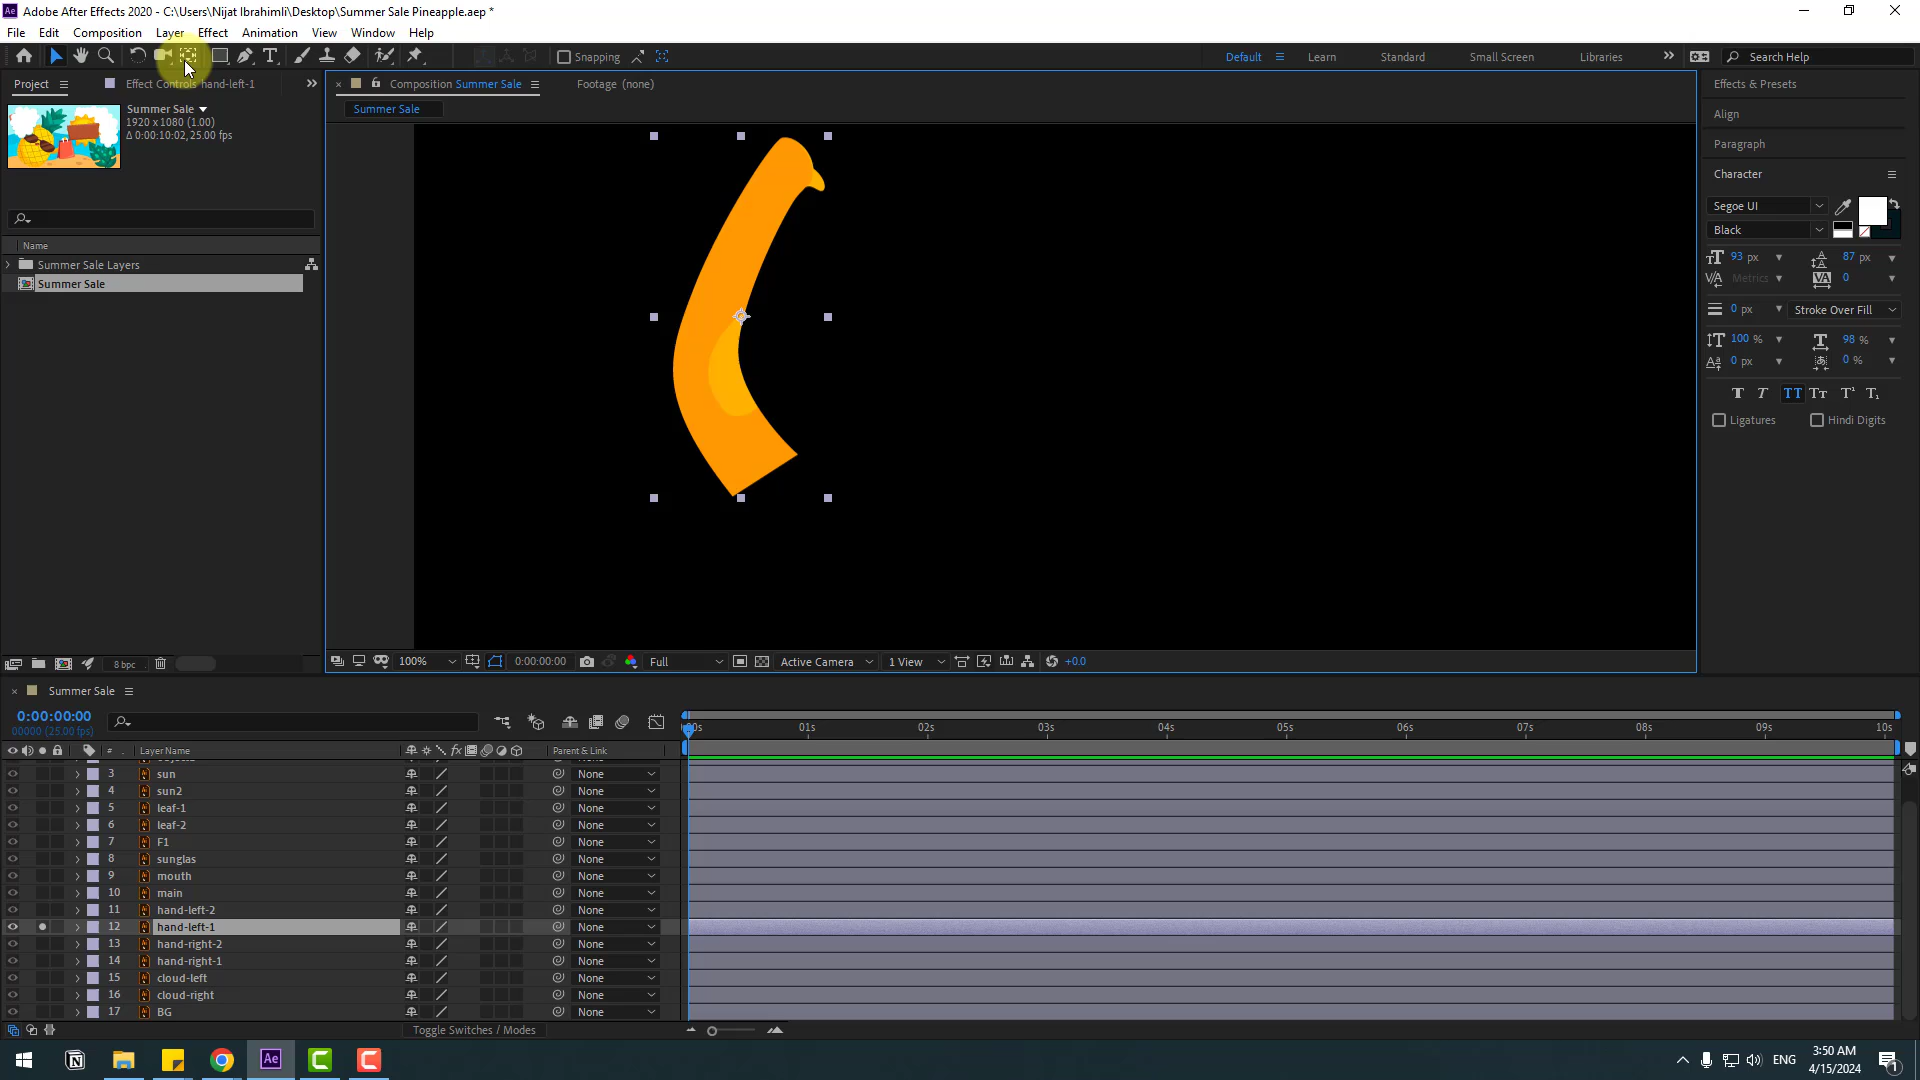 Adobe After Effects 2020 - C:\Users\Nijat Ibrahimli\Desktop\Summer Sale Pineapple.aep *
File Edit Composition Layer Effect Animation View Window Help
Snapping Default Learn Standard Small Screen Libraries Search Help
Project Effect Controls hand-left-1
Composition Summer Sale Footage (none)
Summer Sale
Summer Sale
1920 x 1080 (1.00)
Δ 0:00:10:02, 25.00 fps
Name
Summer Sale Layers
Summer Sale
8 bpc
100% 0:00:00:00 Full Active Camera 1 View +0.0
Effects & Presets
Align
Paragraph
Character
Segoe UI
Black
93 px 87 px
Metrics 0
0 px Stroke Over Fill
100 % 98 %
0 px 0 %
Ligatures Hindi Digits
Summer Sale
0:00:00:00
00000 (25.00 fps)
:00s 01s 02s 03s 04s 05s 06s 07s 08s 09s 10s
# Layer Name Parent & Link
3 sun None
4 sun2 None
5 leaf-1 None
6 leaf-2 None
7 F1 None
8 sunglas None
9 mouth None
10 main None
11 hand-left-2 None
12 hand-left-1 None
13 hand-right-2 None
14 hand-right-1 None
15 cloud-left None
16 cloud-right None
17 BG None
Toggle Switches / Modes
ENG
3:50 AM
4/15/2024
1